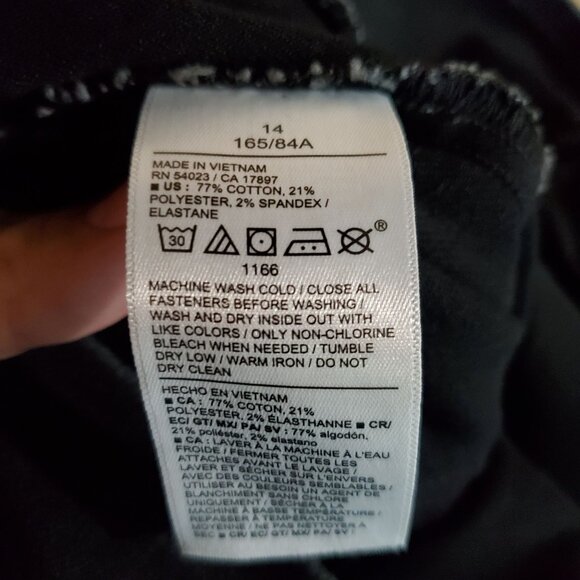 14
165/84A
MADE IN VIETNAM
RN 54023 / CA 17897
■ US : 77% COTTON, 21%
POLYESTER, 2% SPANDEX /
ELASTANE
30
®
1166
MACHINE WASH COLD / CLOSE ALL
FASTENERS BEFORE WASHING /
WASH AND DRY INSIDE OUT WITH
LIKE COLORS / ONLY NON-CHLORINE
BLEACH WHEN NEEDED / TUMBLE
DRY LOW / WARM IRON / DO NOT
DRY CLEAN
HECHO EN VIETNAM
■ CA : 77% COTON, 21%
POLYESTER, 2% ÉLASTHANNE ■ CR/
EC/ GT/ MX/ PA/ SV : 77% algodón,
21% poliéster, 2% elastano
■ CA : LAVER À LA MACHINE À L'EAU
FROIDE / FERMER TOUTES LES
ATTACHES AVANT LE LAVAGE /
LAVER ET SÉCHER SUR L'ENVERS
AVEC DES COULEURS SEMBLABLES /
UTILISER AU BESOIN UN AGENT DE
BLANCHIMENT SANS CHLORE
UNIQUEMENT / SÉCHER À LA
MACHINE À BASSE TEMPÉRATURE /
REPASSER À TEMPÉRATURE
MOYENNE / NE PAS NETTOYER À
SEC ■ CR/ EC/ GT/ MX/ PA/ SV :